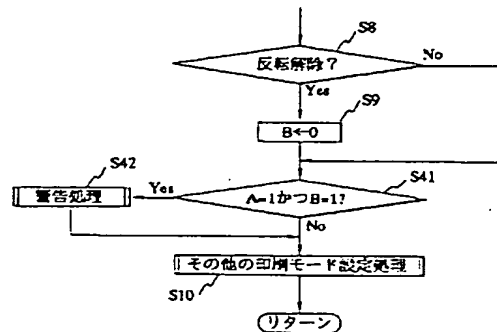 S8
反転解除?
No
Yes
S9
B←0
S42
S41
警告処理
Yes
A=1かつB=1?
No
その他の印刷モード設定処理
S10
リターン